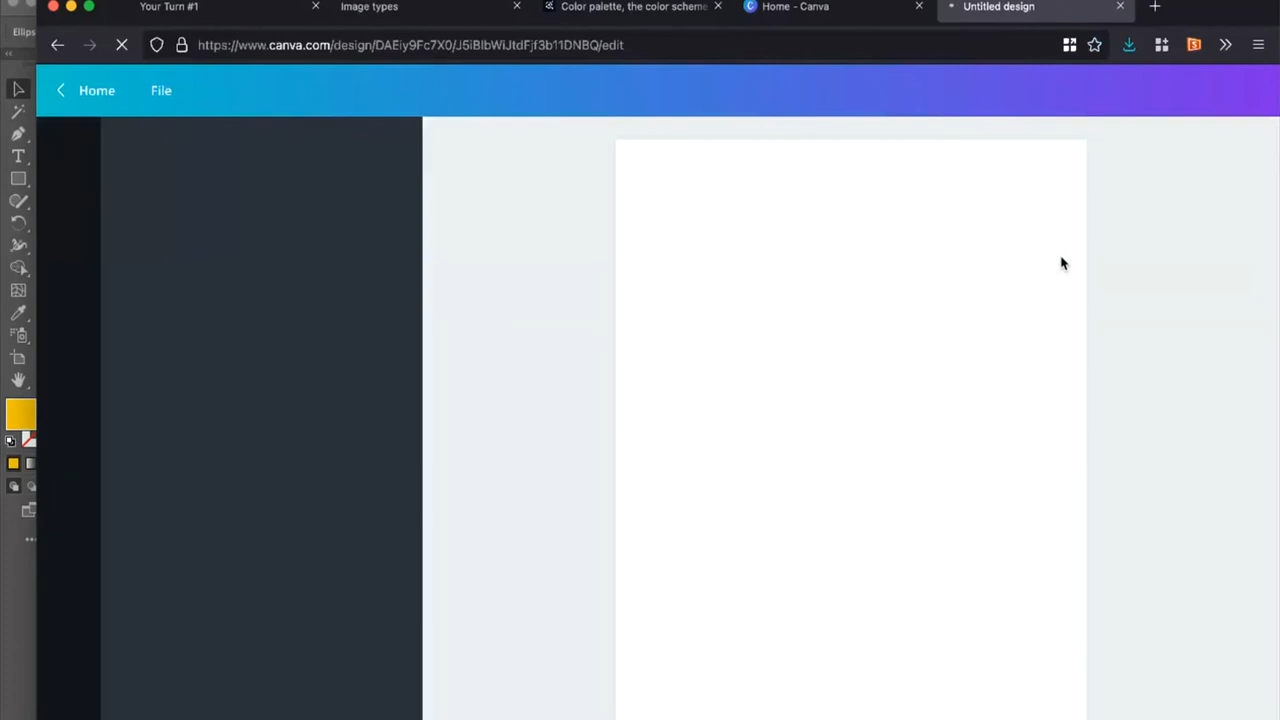 Your Turn #1
Image types
Color palette, the color scheme
Home - Canva
Untitled design
Ellips
https://www.canva.com/design/DAEiy9Fc7X0/J5iBlbWiJtdFjf3b11DNBQ/edit
Home
File